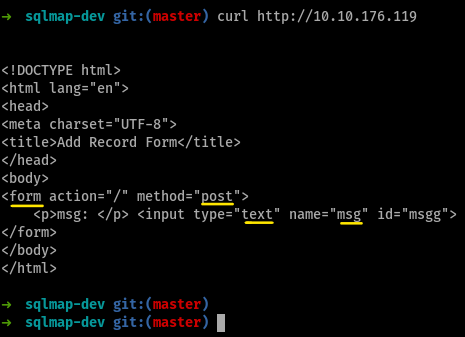 → sqlmap-dev git:(master) curl http://10.10.176.119
<!DOCTYPE html>
<html lang="en">
<head>
<meta charset="UTF-8">
<title>Add Record Form</title>
</head>
<body>
<form action="/" method="post">
    <p>msg: </p> <input type="text" name="msg" id="msgg">
</form>
</body>
</html>
→ sqlmap-dev git:(master)
→ sqlmap-dev git:(master)